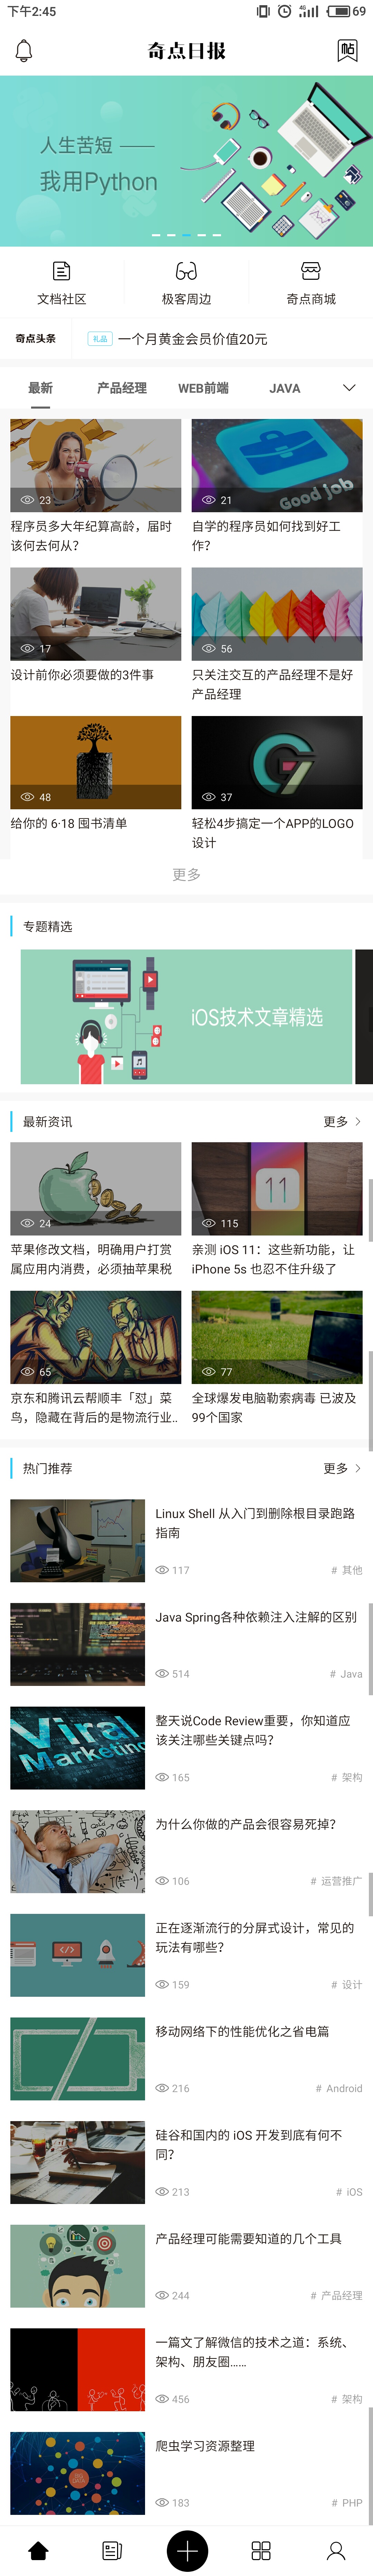 下午2:45
4G
69
奇点日报
帖
人生苦短 ——
我用Python
文档社区
极客周边
奇点商城
奇点头条
礼品
一个月黄金会员价值20元
最新
产品经理
WEB前端
JAVA
Good job
23
21
程序员多大年纪算高龄，届时
该何去何从？
自学的程序员如何找到好工
作？
17
56
设计前你必须要做的3件事
只关注交互的产品经理不是好
产品经理
48
37
给你的 6·18 囤书清单
轻松4步搞定一个APP的LOGO
设计
更多
专题精选
iOS技术文章精选
最新资讯
更多
11
24
115
苹果修改文档，明确用户打赏
属应用内消费，必须抽苹果税
亲测 iOS 11：这些新功能，让
iPhone 5s 也忍不住升级了
65
77
京东和腾讯云帮顺丰「怼」菜
鸟，隐藏在背后的是物流行业..
全球爆发电脑勒索病毒 已波及
99个国家
热门推荐
更多
Linux Shell 从入门到删除根目录跑路
指南
117
# 其他
Java Spring各种依赖注入注解的区别
514
# Java
Viral
Marketing
整天说Code Review重要，你知道应
该关注哪些关键点吗？
165
# 架构
为什么你做的产品会很容易死掉？
106
# 运营推广
正在逐渐流行的分屏式设计，常见的
玩法有哪些？
159
# 设计
移动网络下的性能优化之省电篇
216
# Android
硅谷和国内的 iOS 开发到底有何不
同？
213
# iOS
产品经理可能需要知道的几个工具
244
# 产品经理
一篇文了解微信的技术之道：系统、
架构、朋友圈……
456
# 架构
爬虫学习资源整理
183
# PHP